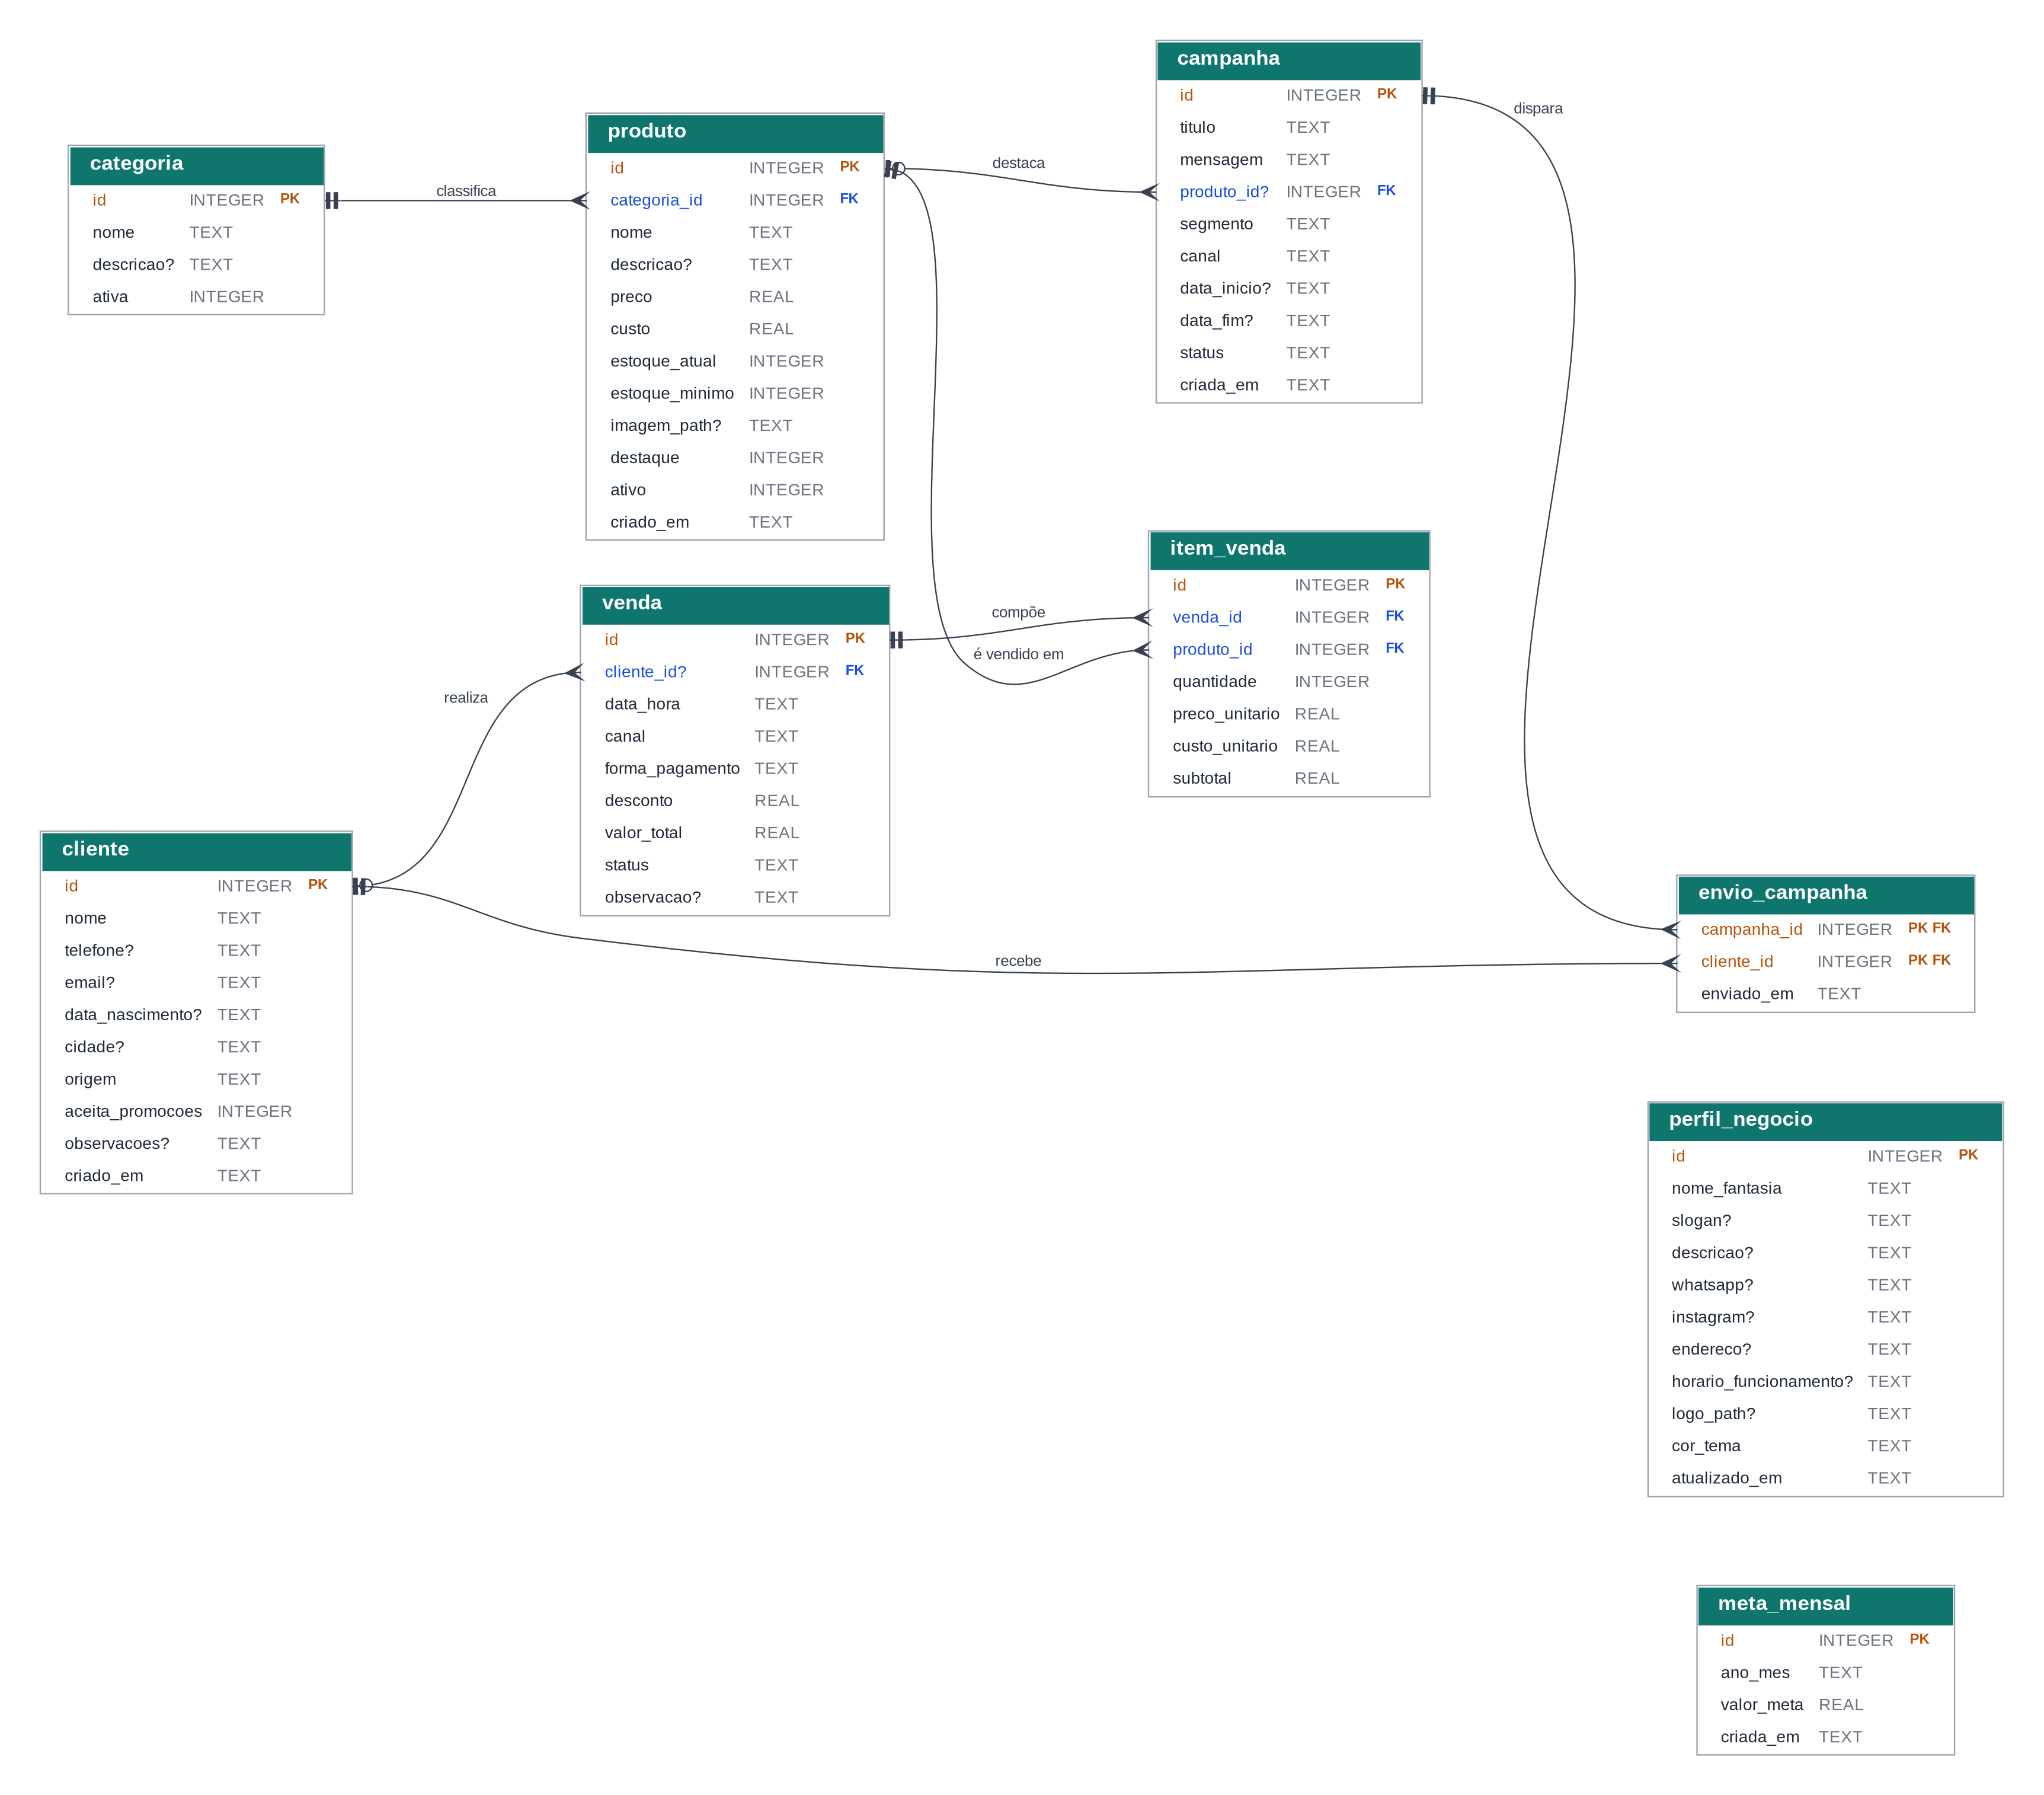 categoria
id INTEGER PK
nome TEXT
descricao? TEXT
ativa INTEGER
classifica
produto
id INTEGER PK
categoria_id INTEGER FK
nome TEXT
descricao? TEXT
preco REAL
custo REAL
estoque_atual INTEGER
estoque_minimo INTEGER
imagem_path? TEXT
destaque INTEGER
ativo INTEGER
criado_em TEXT
destaca
campanha
id INTEGER PK
titulo TEXT
mensagem TEXT
produto_id? INTEGER FK
segmento TEXT
canal TEXT
data_inicio? TEXT
data_fim? TEXT
status TEXT
criada_em TEXT
dispara
venda
id INTEGER PK
cliente_id? INTEGER FK
data_hora TEXT
canal TEXT
forma_pagamento TEXT
desconto REAL
valor_total REAL
status TEXT
observacao? TEXT
compõe
é vendido em
item_venda
id INTEGER PK
venda_id INTEGER FK
produto_id INTEGER FK
quantidade INTEGER
preco_unitario REAL
custo_unitario REAL
subtotal REAL
realiza
cliente
id INTEGER PK
nome TEXT
telefone? TEXT
email? TEXT
data_nascimento? TEXT
cidade? TEXT
origem TEXT
aceita_promocoes INTEGER
observacoes? TEXT
criado_em TEXT
recebe
envio_campanha
campanha_id INTEGER PK FK
cliente_id INTEGER PK FK
enviado_em TEXT
perfil_negocio
id INTEGER PK
nome_fantasia TEXT
slogan? TEXT
descricao? TEXT
whatsapp? TEXT
instagram? TEXT
endereco? TEXT
horario_funcionamento? TEXT
logo_path? TEXT
cor_tema TEXT
atualizado_em TEXT
meta_mensal
id INTEGER PK
ano_mes TEXT
valor_meta REAL
criada_em TEXT